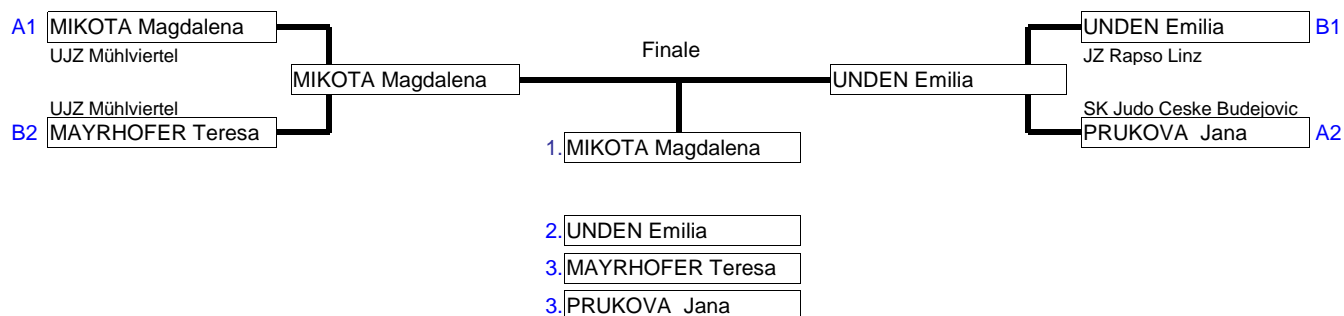 A1 MIKOTA Magdalena
UJZ Mühlviertel
UJZ Mühlviertel
B2 MAYRHOFER Teresa
MIKOTA Magdalena
Finale
UNDEN Emilia
UNDEN Emilia B1
JZ Rapso Linz
SK Judo Ceske Budejovic
PRUKOVA Jana A2
1. MIKOTA Magdalena
2. UNDEN Emilia
3. MAYRHOFER Teresa
3. PRUKOVA Jana